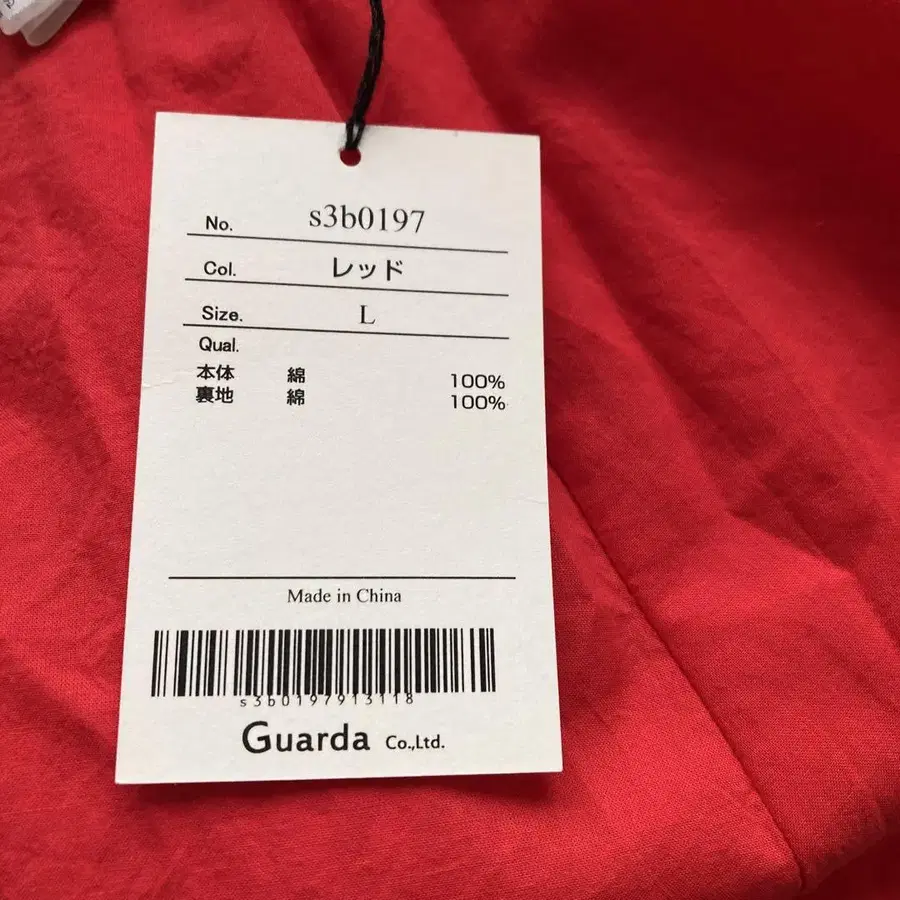 No. s3b0197
Col. レッド
Size. L
Qual.
本体 綿 100%
裏地 綿 100%
Made in China
s3b0197913118
Guarda Co.,Ltd.